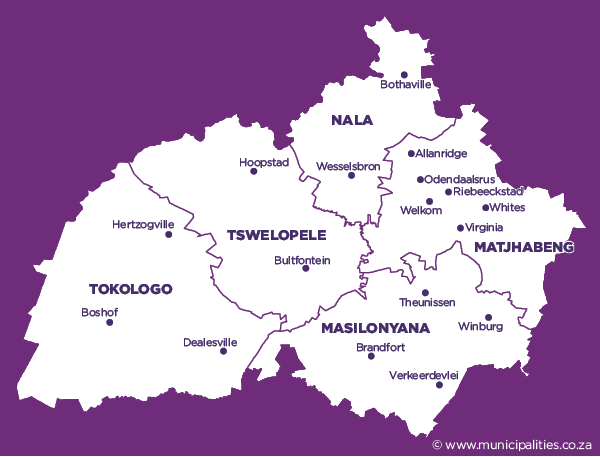 Bothaville
NALA
Allanridge
Hoopstad
Wesselsbron
Odendaalsrus
Riebeeckstad
Welkom
Whites
Hertzogville
TSWELOPELE
Virginia
MATJHABENG
Bultfontein
TOKOLOGO
Theunissen
Boshof
MASILONYANA
Winburg
Dealesville
Brandfort
Verkeerdevlei
© www.municipalities.co.za